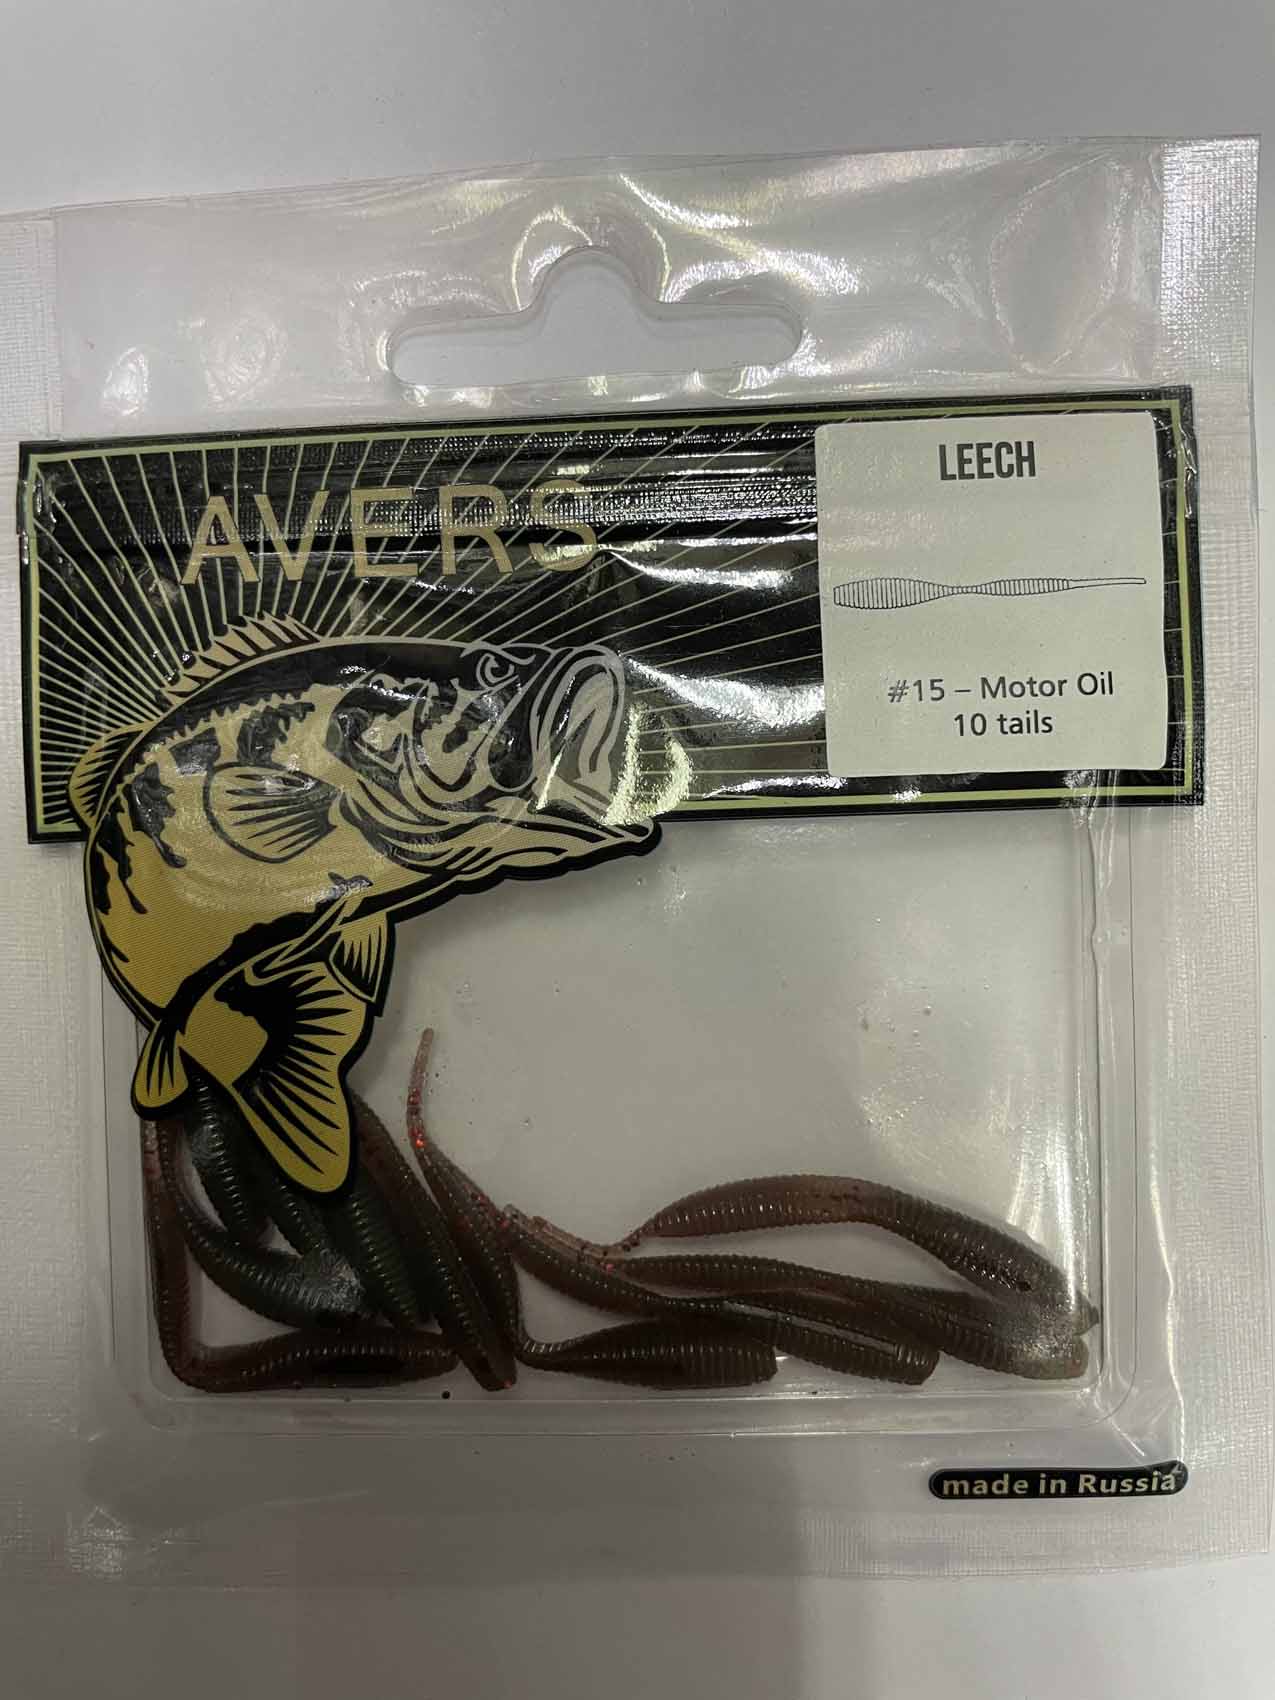 AVERS
LEECH
#15 – Motor Oil
10 tails
made in Russia